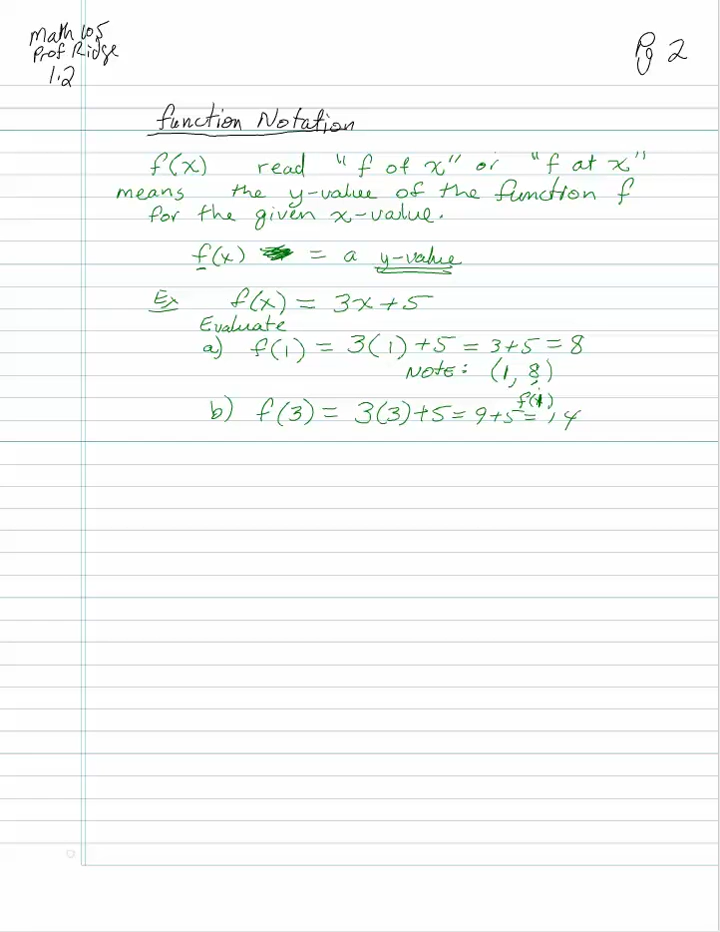 Math 105
Prof Ridge
1.2
Pg 2
function Notation
f(x) read "f of x" or "f at x"
means the y-value of the function f
for the given x-value.
f(x) = a y-value
Ex f(x) = 3x+5
Evaluate
a) f(1) = 3(1)+5 = 3+5 = 8
NOTE: (1, 8)
f(1)
b) f(3) = 3(3)+5 = 9+5 = 14